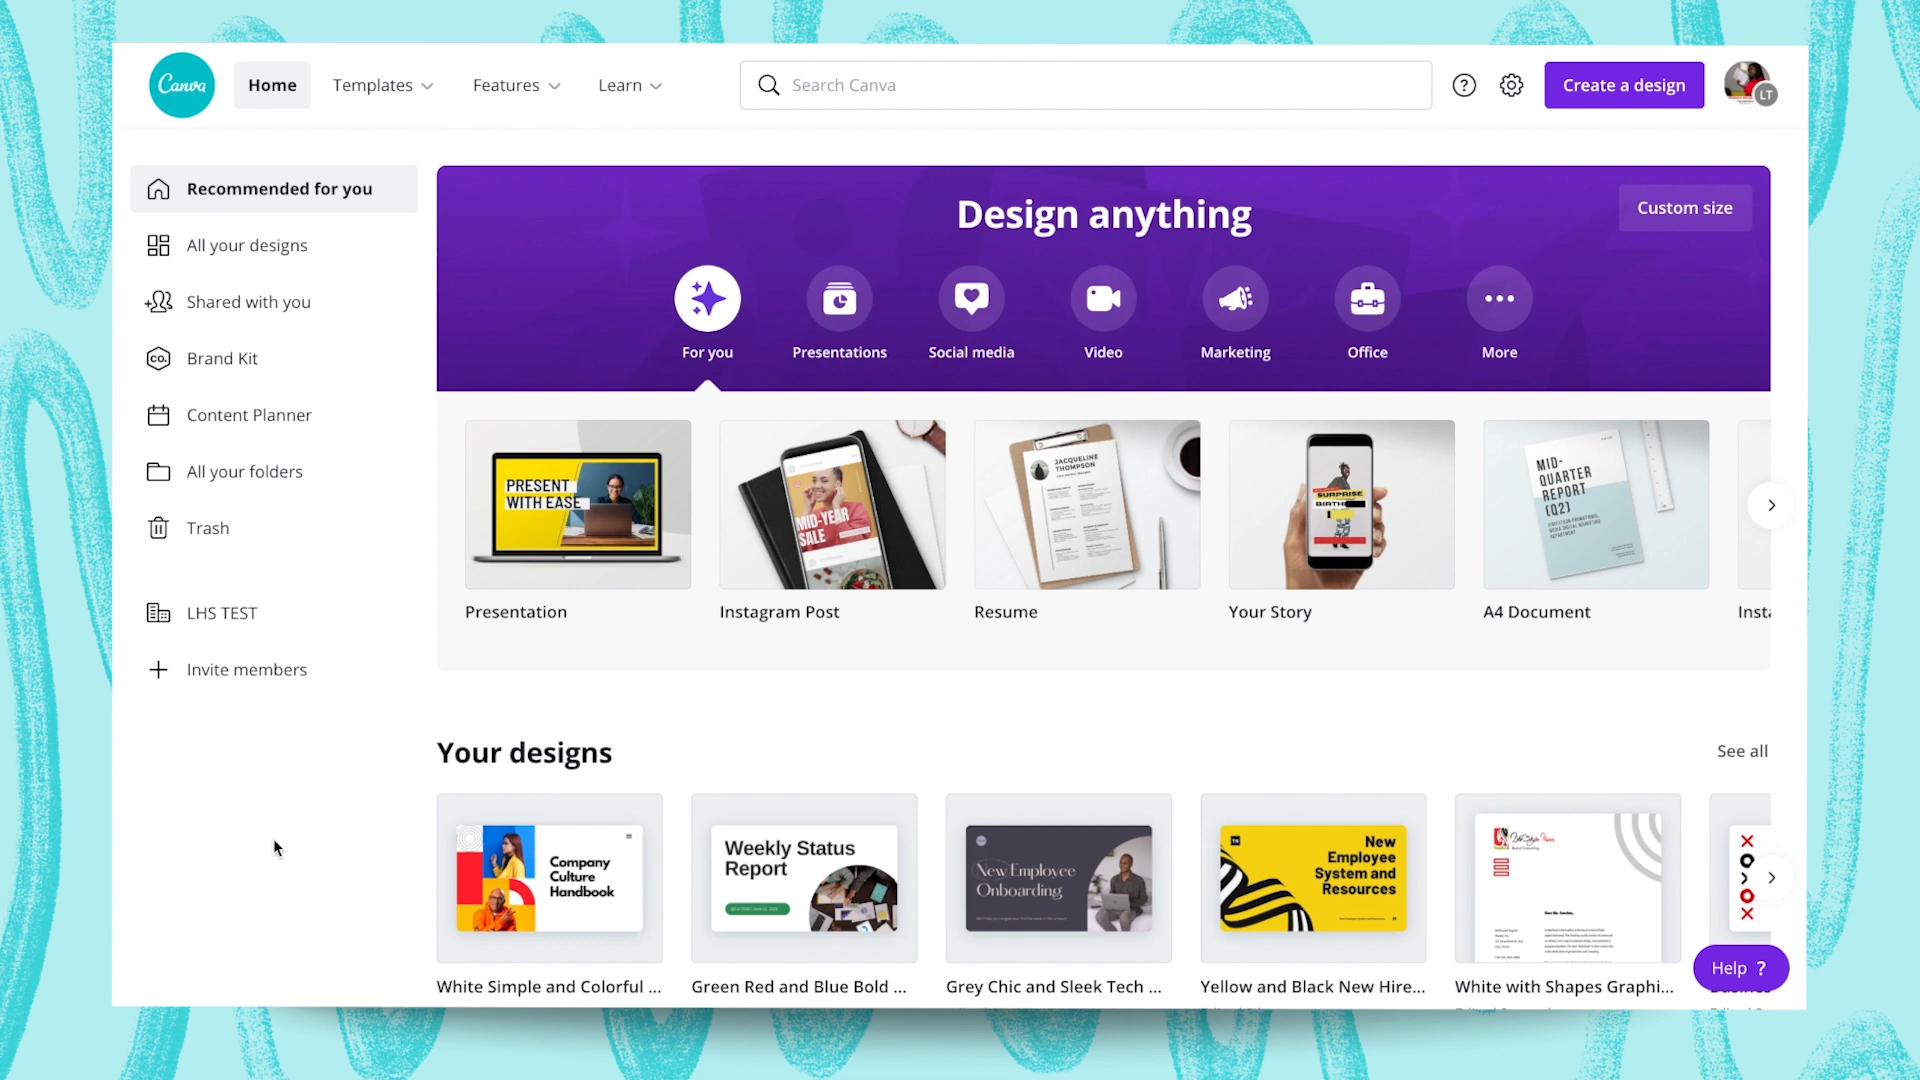 Canva
Home
Templates
Features
Learn
Search Canva
?
Create a design
LT
Recommended for you
All your designs
Shared with you
CO.
Brand Kit
Content Planner
All your folders
Trash
LHS TEST
Invite members
Design anything
Custom size
For you
Presentations
Social media
Video
Marketing
Office
More
PRESENT
WITH EASE
MID-YEAR
SALE
JACQUELINE
THOMPSON
SURPRISE
MID-
QUARTER
REPORT
(Q2)
Presentation
Instagram Post
Resume
Your Story
A4 Document
Your designs
See all
Company
Culture
Handbook
Weekly Status
Report
New Employee
Onboarding
New
Employee
System and
Resources
White Simple and Colorful ...
Green Red and Blue Bold ...
Grey Chic and Sleek Tech ...
Yellow and Black New Hire...
White with Shapes Graphi...
Help ?